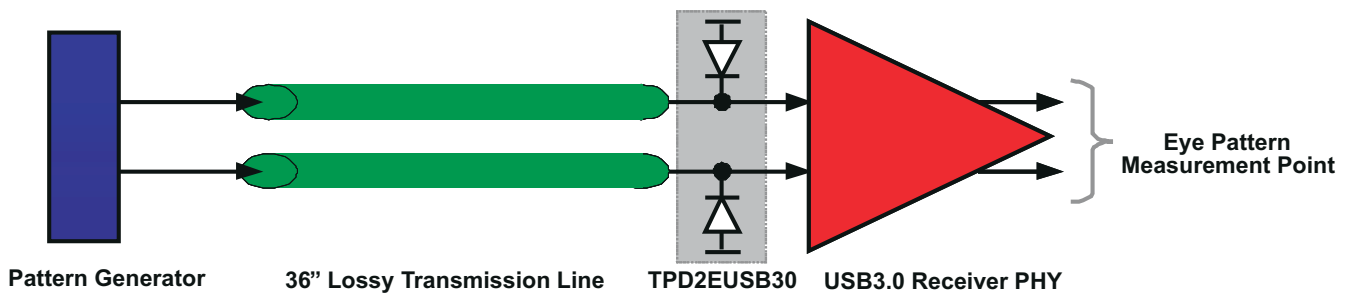 Eye Pattern
Measurement Point
Pattern Generator
36” Lossy Transmission Line
TPD2EUSB30
USB3.0 Receiver PHY